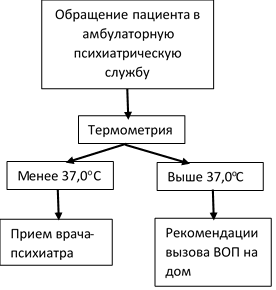 Обращение пациента в
амбулаторную
психиатрическую
службу
Термометрия
Менее 37,0°С
Выше 37,0°С
Прием врача-
психиатра
Рекомендации
вызова ВОП на
дом